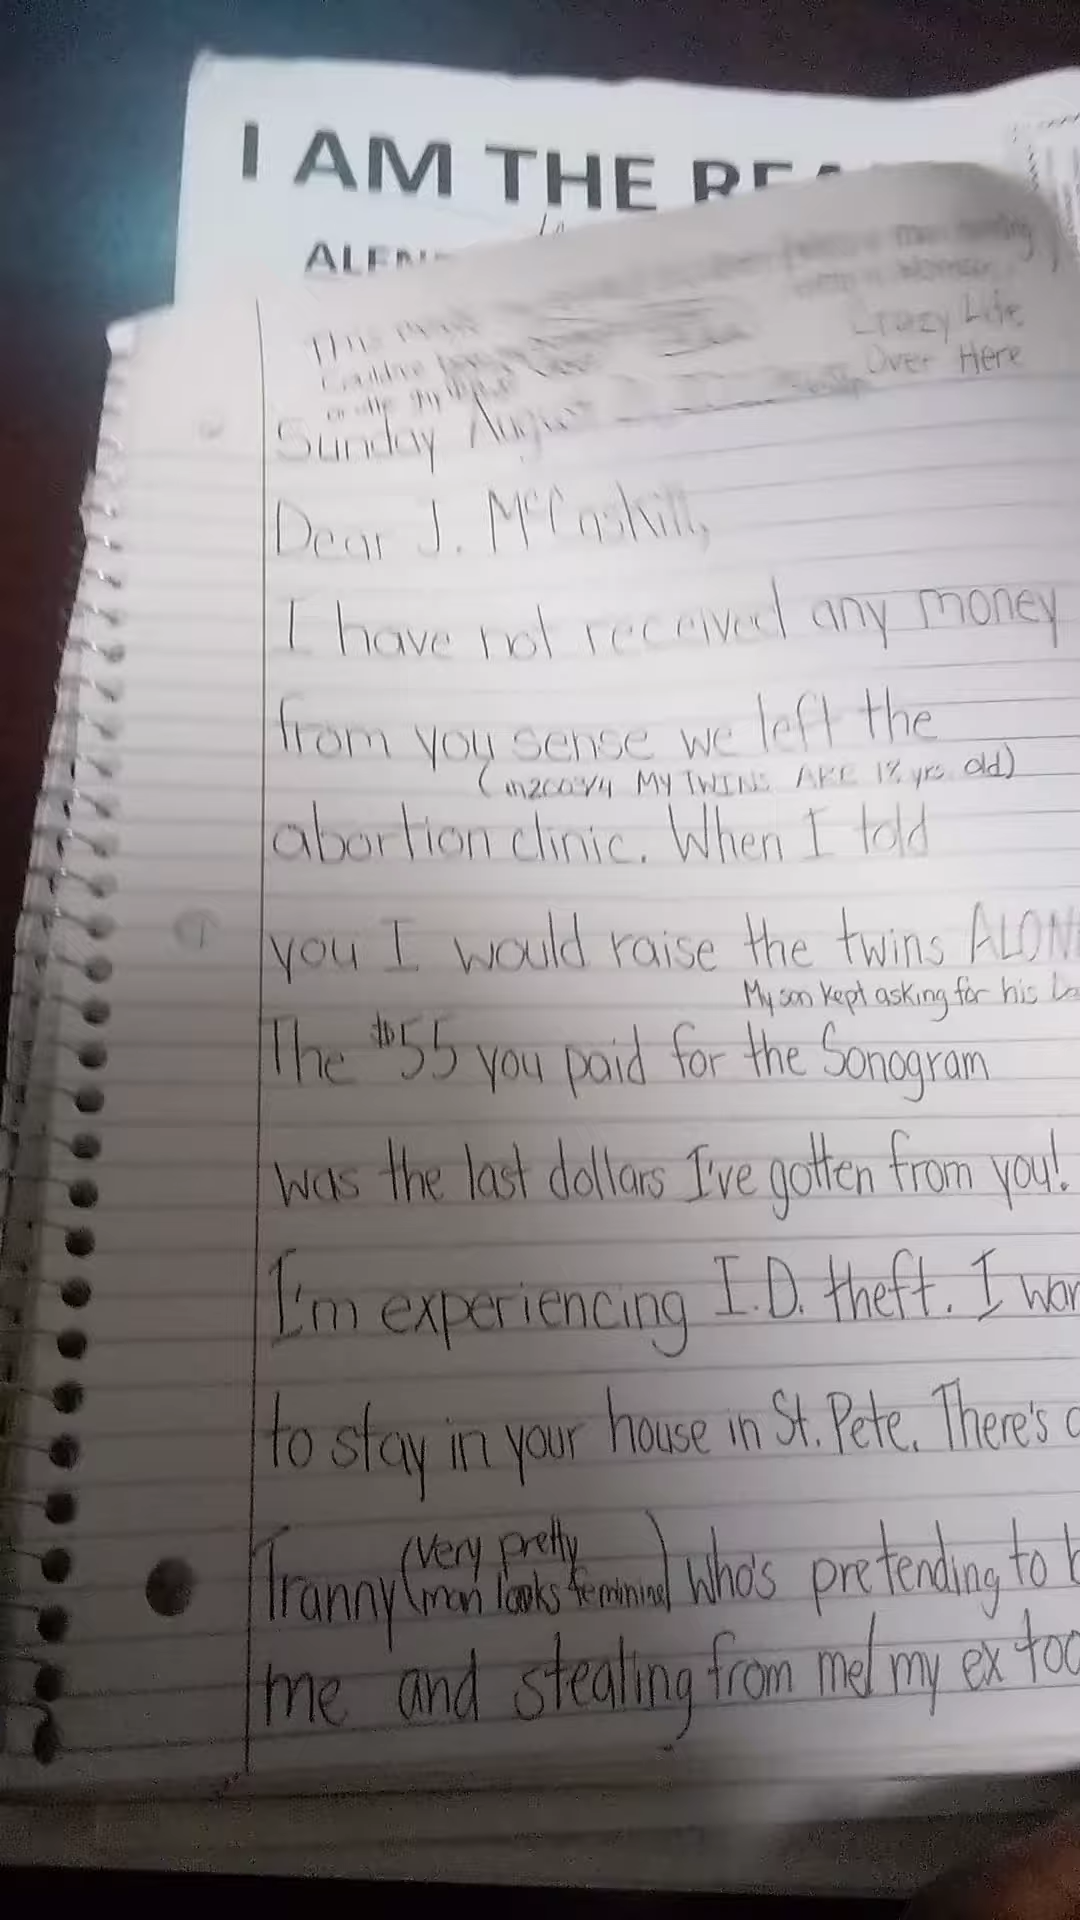 I AM THE
This
Crazy Life
Over Here
Sunday August
Dear J. McCaskill,
I have not received any money
from you sense we left the
MY TWINS ARE yrs. old)
abortion clinic. When I told
you I would raise the twins ALON
My son kept asking for his
The $55 you paid for the Sonogram
was the last dollars I've gotten from you!
I'm experiencing I.D. theft. I
to stay in your house in St. Pete. There's
(Very pretty
Tranny man looks feminine) who's pretending to
me and stealing from me/ my ex too